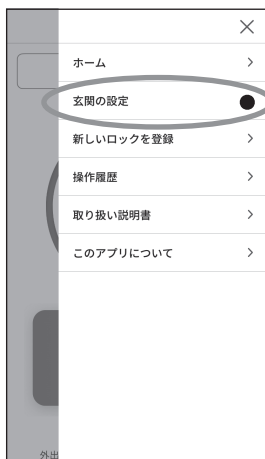 ホーム
玄関の設定
新しいロックを登録
操作履歴
取り扱い説明書
このアプリについて
外出